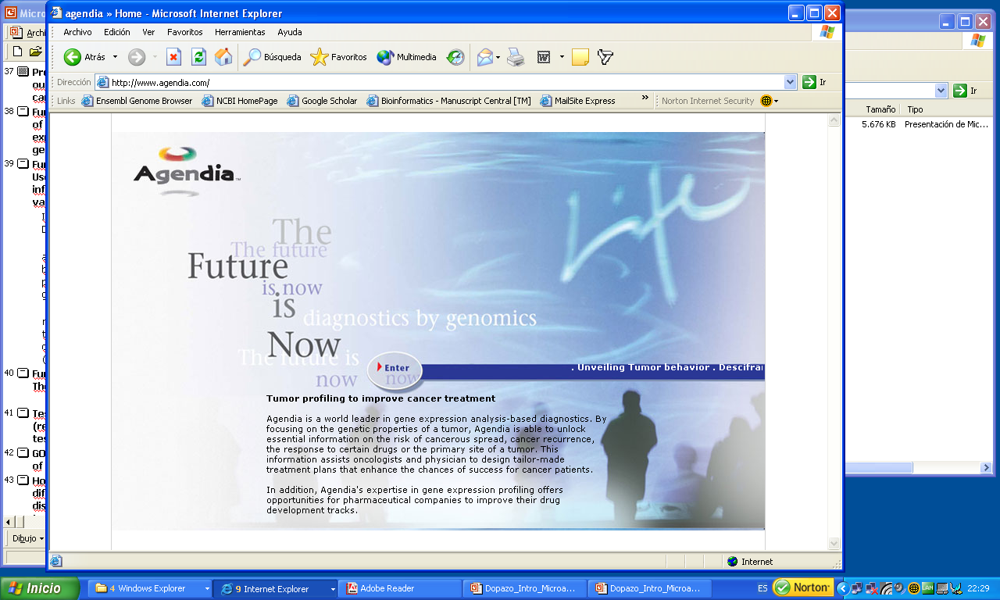 Micro
agendia » Home - Microsoft Internet Explorer
Archi
Archivo Edición Ver Favoritos Herramientas Ayuda
Atrás Búsqueda Favoritos Multimedia
Dirección http://www.agendia.com/ Ir
Ir
Links Ensembl Genome Browser NCBI HomePage Google Scholar Bioinformatics - Manuscript Central [TM] MailSite Express » Norton Internet Security
Tamaño Tipo
5.676 KB Presentación de Mic...
37 Pr
ou
ca
38 Fu
of
ex
ge
39 Fu
Us
inf
va
40 Fu
Th
41 Te
(re
te
42 GO
of
43 Ho
dif
dis
Dibujo
Agendia™
Life
The
The future
Future
is now
is
diagnostics by genomics
Now
The future is
now
Enter
now
. Unveiling Tumor behavior . Descifra
Tumor profiling to improve cancer treatment
Agendia is a world leader in gene expression analysis-based diagnostics. By
focusing on the genetic properties of a tumor, Agendia is able to unlock
essential information on the risk of cancerous spread, cancer recurrence,
the response to certain drugs or the primary site of a tumor. This
information assists oncologists and physician to design tailor-made
treatment plans that enhance the chances of success for cancer patients.
In addition, Agendia's expertise in gene expression profiling offers
opportunities for pharmaceutical companies to improve their drug
development tracks.
Internet
Inicio 4 Windows Explorer 9 Internet Explorer Adobe Reader Dopazo_Intro_Microa... Dopazo_Intro_Microa... ES Norton 22:29